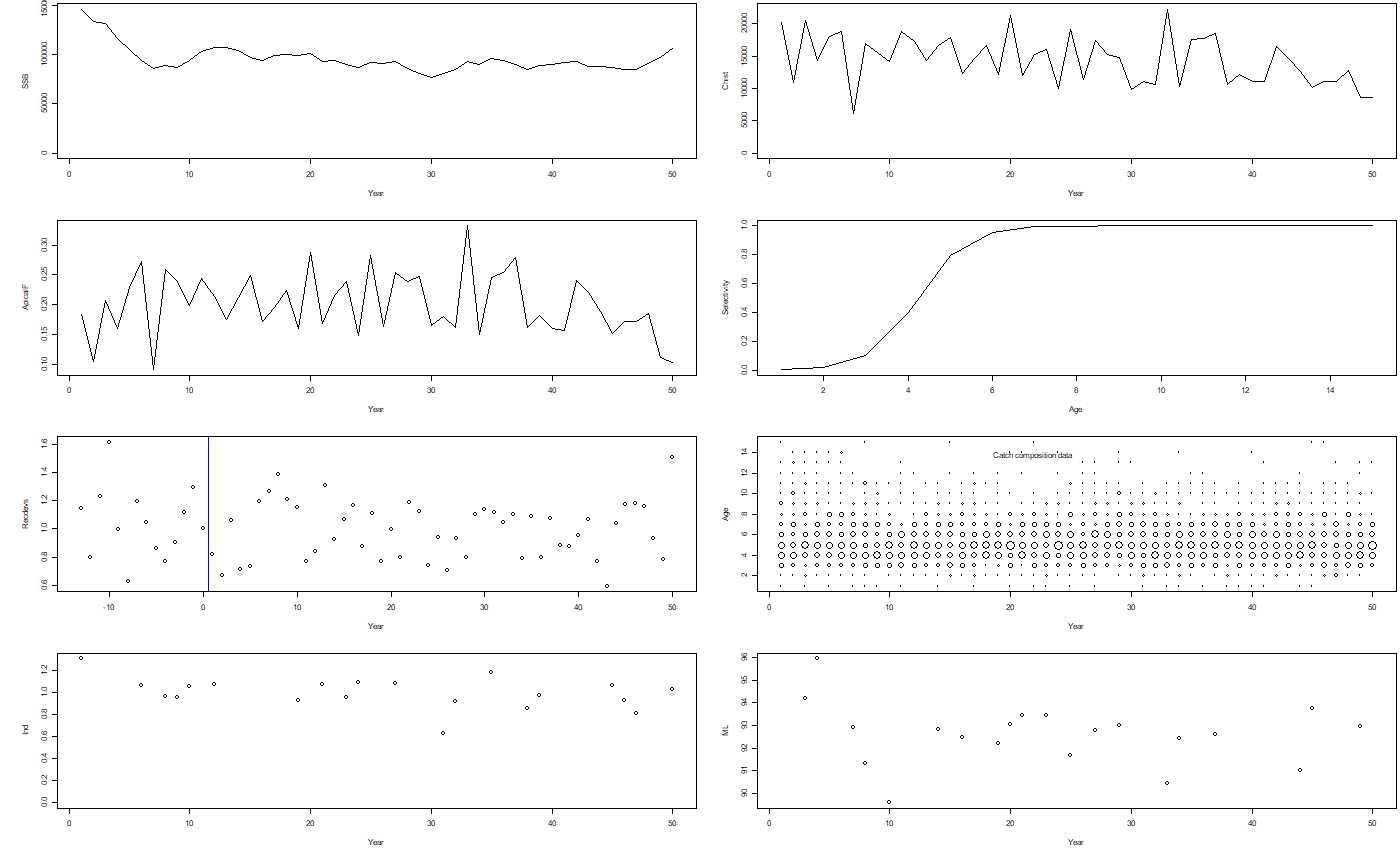 SSB
0 50000 100000
0 10 20 30 40 50
Year
Chist
0 5000 10000 15000 20000
0 10 20 30 40 50
Year
ApicalF
0.10 0.15 0.20 0.25 0.30
0 10 20 30 40 50
Year
Selectivity
0.0 0.2 0.4 0.6 0.8 1.0
2 4 6 8 10 12 14
Age
Recdevs
0.6 0.8 1.0 1.2 1.4 1.6
-10 0 10 20 30 40 50
Year
Catch composition data
Age
2 4 6 8 10 12 14
0 10 20 30 40 50
Year
Ind
0.0 0.2 0.4 0.6 0.8 1.0 1.2
0 10 20 30 40 50
Year
ML
90 91 92 93 94 95 96
0 10 20 30 40 50
Year